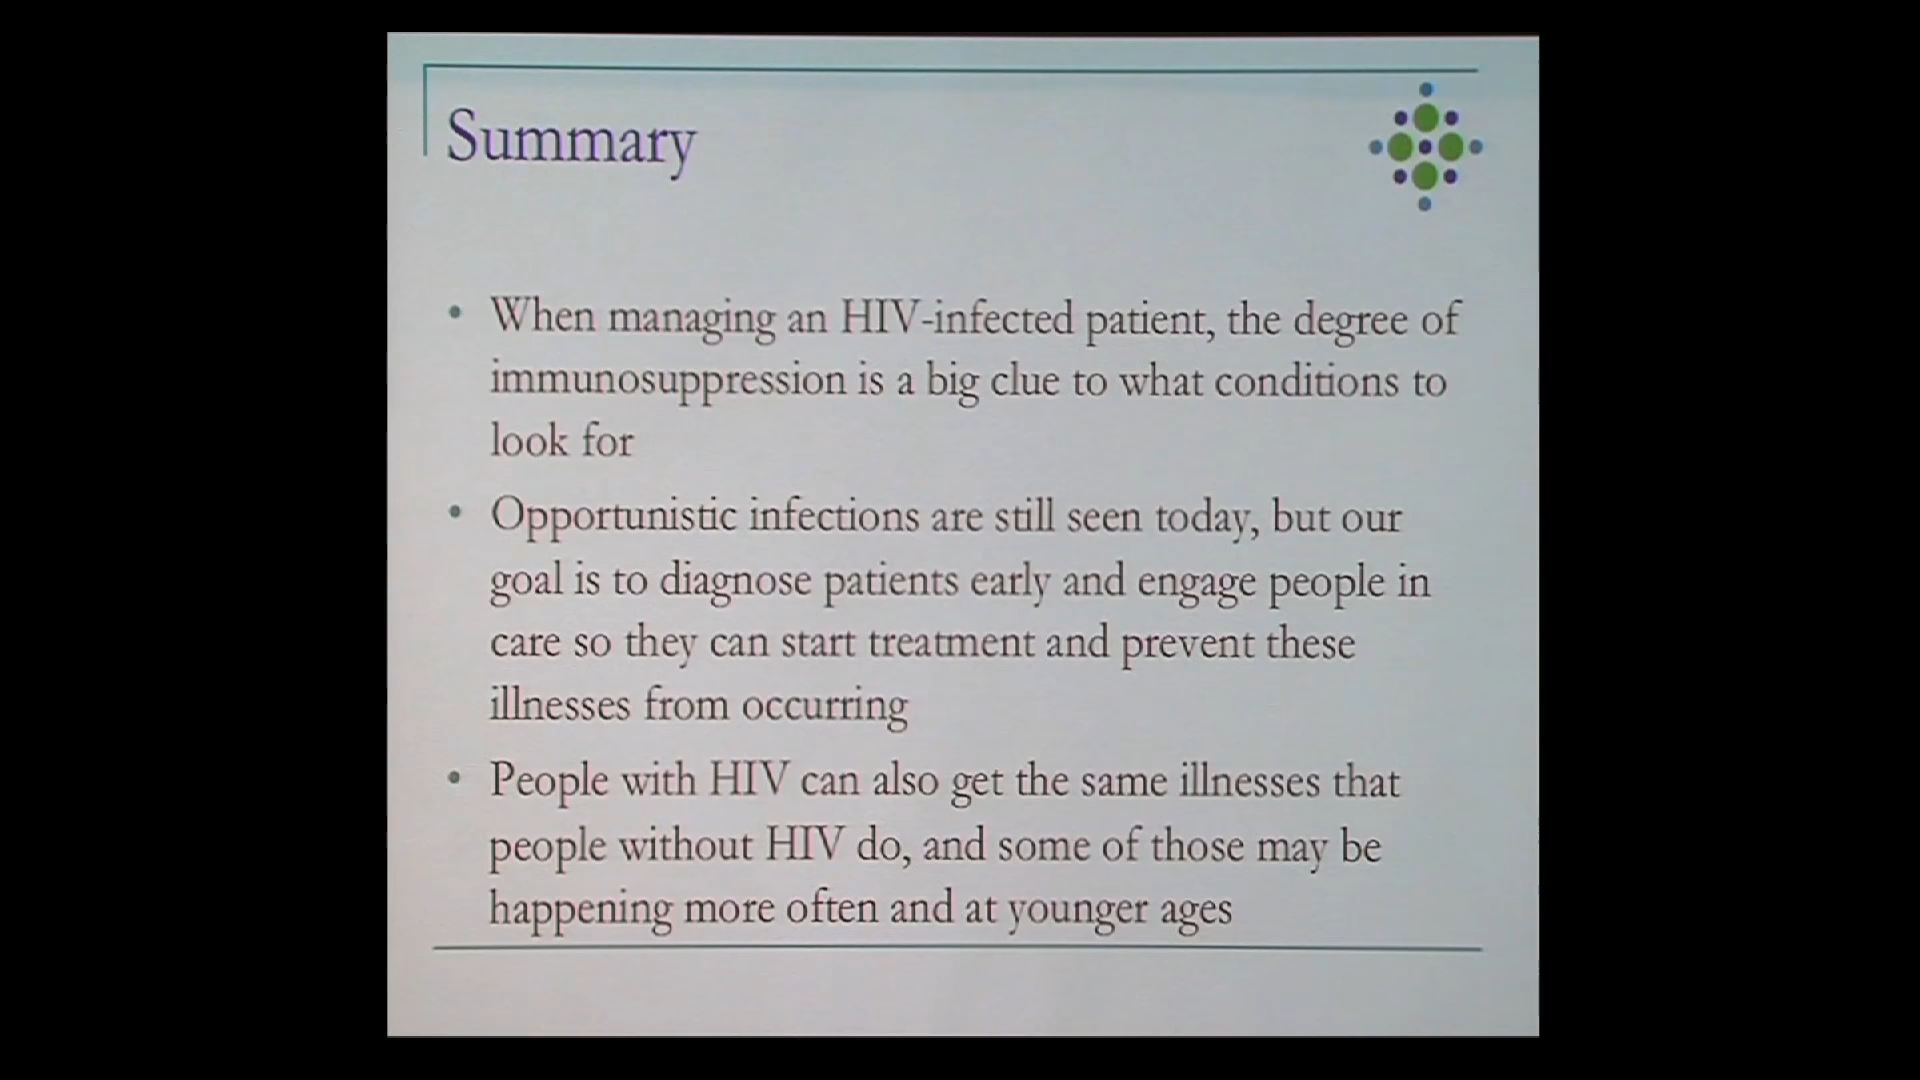 Summary
• When managing an HIV-infected patient, the degree of
immunosuppression is a big clue to what conditions to
look for
• Opportunistic infections are still seen today, but our
goal is to diagnose patients early and engage people in
care so they can start treatment and prevent these
illnesses from occurring
• People with HIV can also get the same illnesses that
people without HIV do, and some of those may be
happening more often and at younger ages